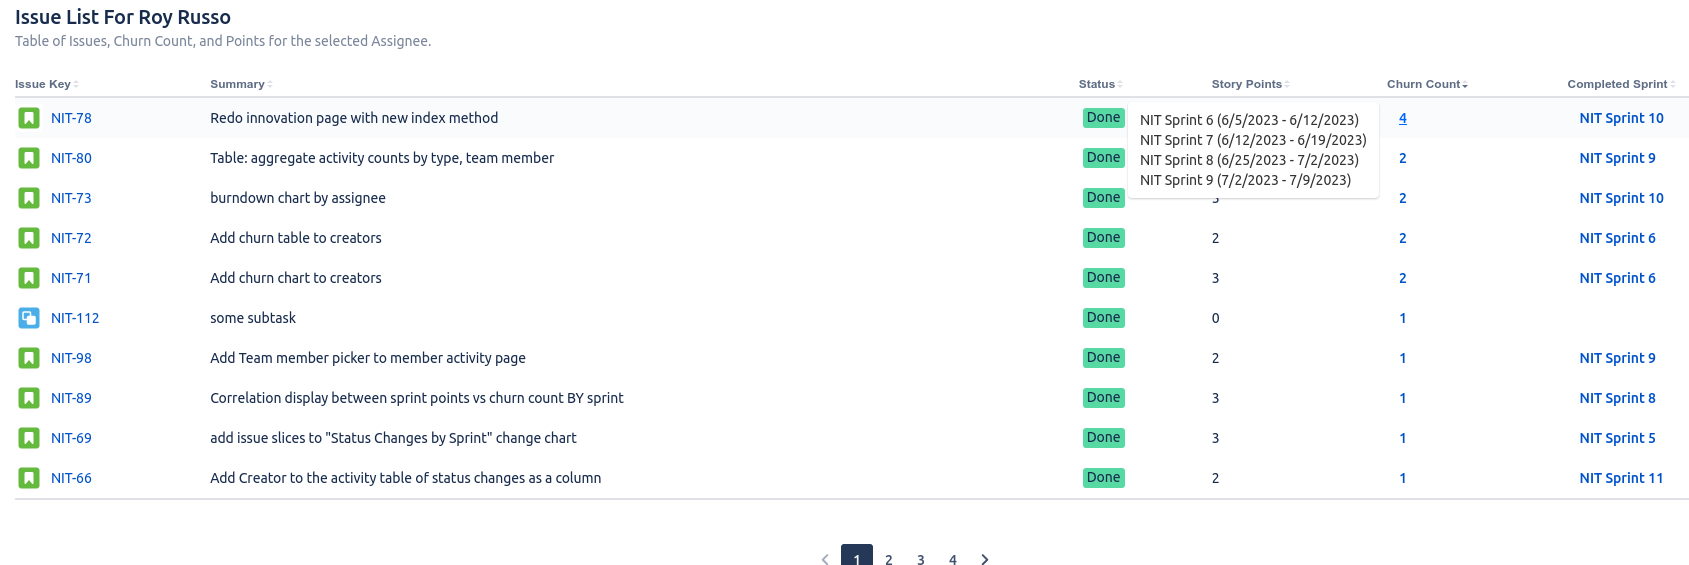 Issue List For Roy Russo
Table of Issues, Churn Count, and Points for the selected Assignee.
Issue Key Summary Status Story Points Churn Count Completed Sprint
NIT-78 Redo innovation page with new index method Done 4 NIT Sprint 10
NIT Sprint 6 (6/5/2023 - 6/12/2023)
NIT Sprint 7 (6/12/2023 - 6/19/2023)
NIT Sprint 8 (6/25/2023 - 7/2/2023)
NIT Sprint 9 (7/2/2023 - 7/9/2023)
NIT-80 Table: aggregate activity counts by type, team member Done 2 NIT Sprint 9
NIT-73 burndown chart by assignee Done 2 NIT Sprint 10
NIT-72 Add churn table to creators Done 2 2 NIT Sprint 6
NIT-71 Add churn chart to creators Done 3 2 NIT Sprint 6
NIT-112 some subtask Done 0 1
NIT-98 Add Team member picker to member activity page Done 2 1 NIT Sprint 9
NIT-89 Correlation display between sprint points vs churn count BY sprint Done 3 1 NIT Sprint 8
NIT-69 add issue slices to "Status Changes by Sprint" change chart Done 3 1 NIT Sprint 5
NIT-66 Add Creator to the activity table of status changes as a column Done 2 1 NIT Sprint 11
1 2 3 4